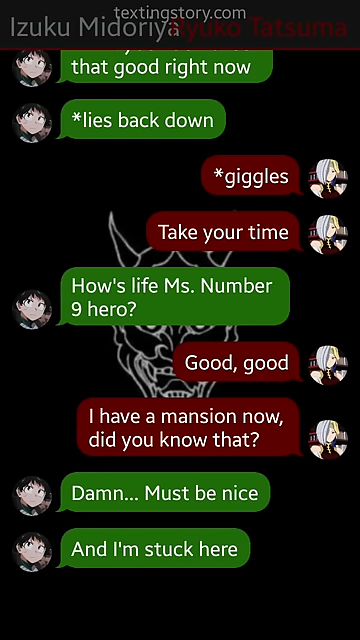 textingstory.com
Izuku Midoriya
Ryuko Tatsuma
that good right now
*lies back down
*giggles
Take your time
How's life Ms. Number
9 hero?
Good, good
I have a mansion now,
did you know that?
Damn... Must be nice
And I'm stuck here